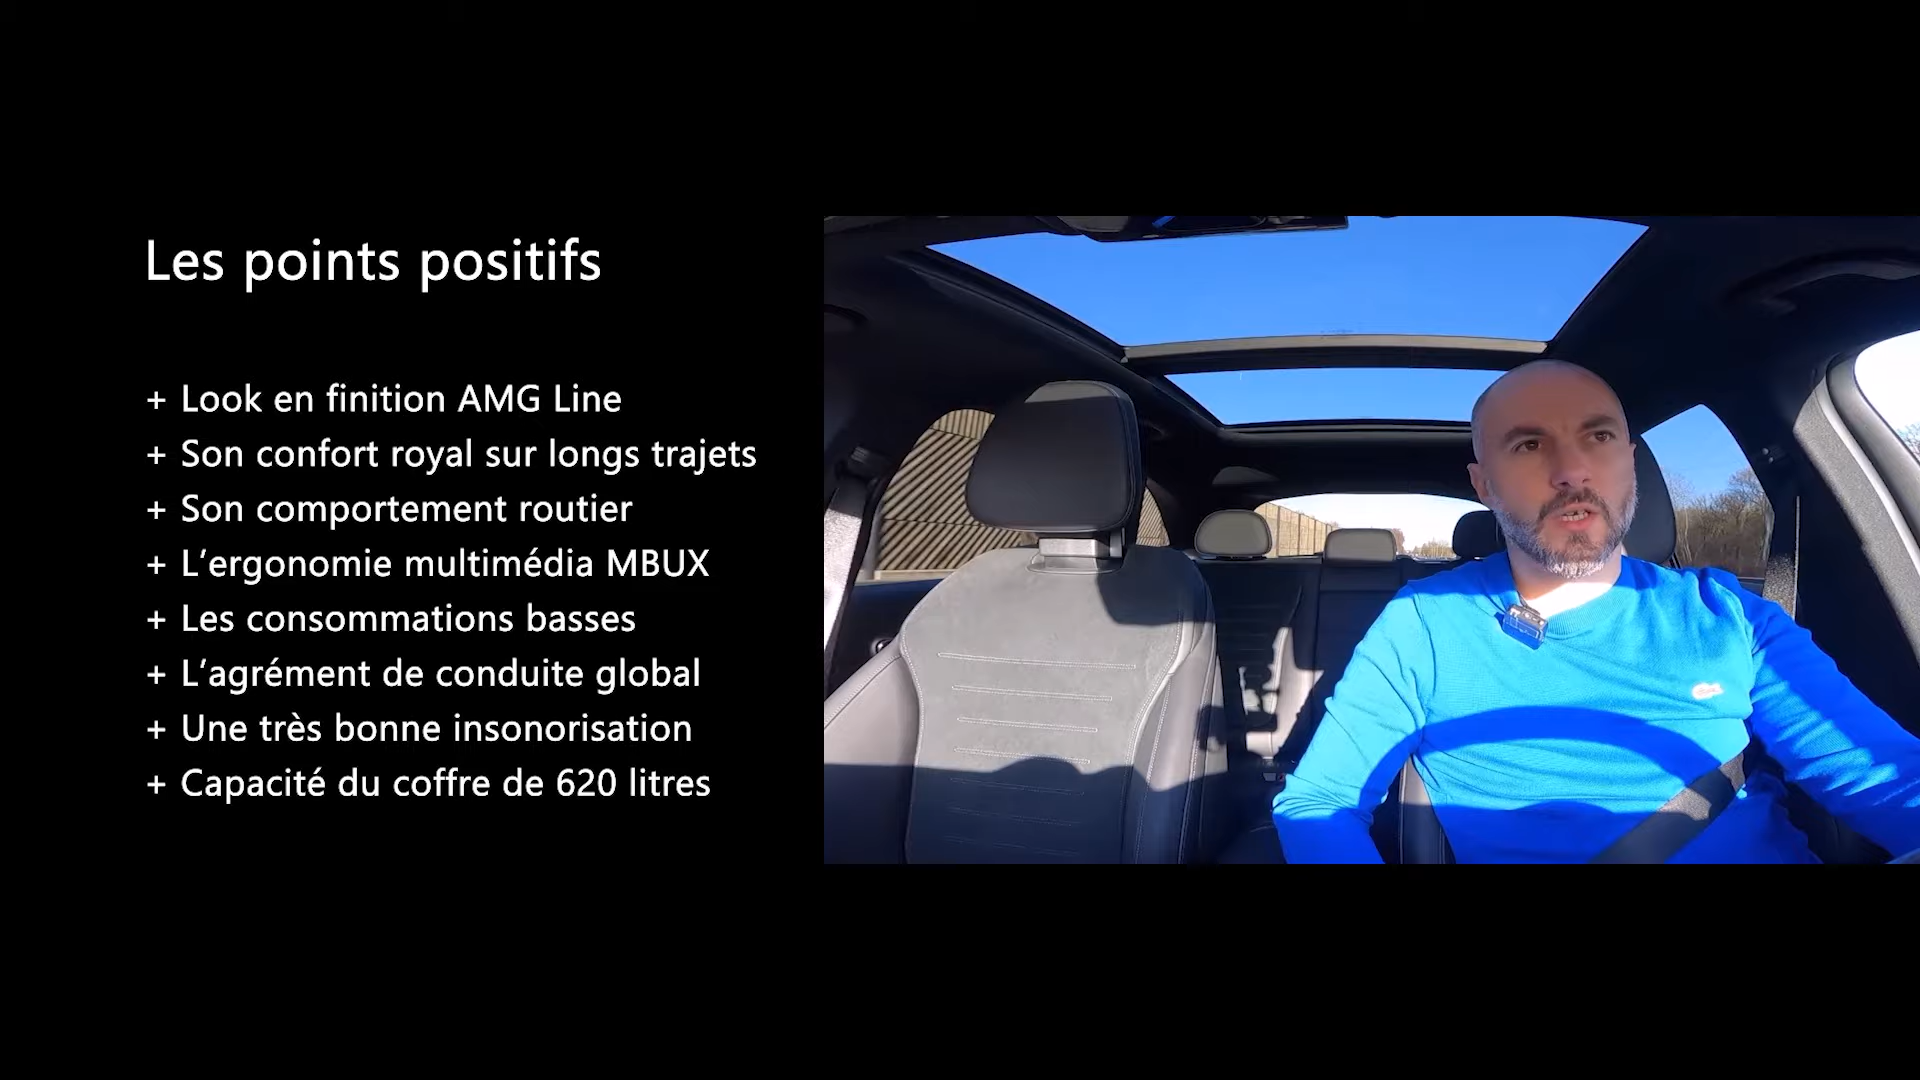 Les points positifs
+ Look en finition AMG Line
+ Son confort royal sur longs trajets
+ Son comportement routier
+ L‘ergonomie multimédia MBUX
+ Les consommations basses
+ L‘agrément de conduite global
+ Une très bonne insonorisation
+ Capacité du coffre de 620 litres